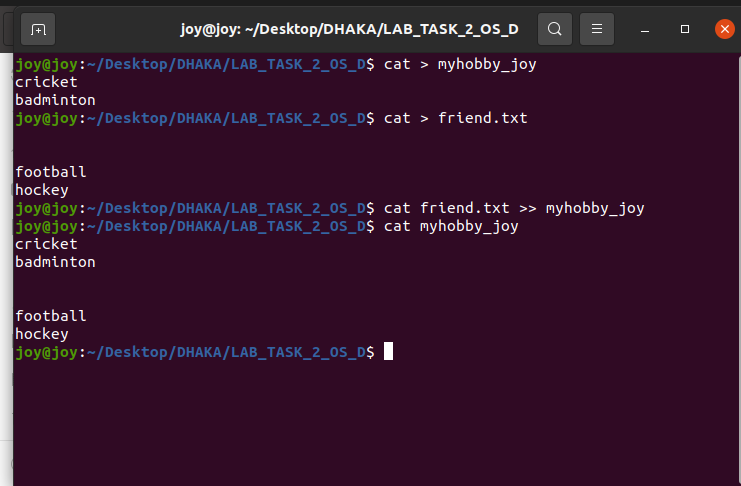 joy@joy: ~/Desktop/DHAKA/LAB_TASK_2_OS_D
joy@joy:~/Desktop/DHAKA/LAB_TASK_2_OS_D$ cat > myhobby_joy
cricket
badminton
joy@joy:~/Desktop/DHAKA/LAB_TASK_2_OS_D$ cat > friend.txt
football
hockey
joy@joy:~/Desktop/DHAKA/LAB_TASK_2_OS_D$ cat friend.txt >> myhobby_joy
joy@joy:~/Desktop/DHAKA/LAB_TASK_2_OS_D$ cat myhobby_joy
cricket
badminton
football
hockey
joy@joy:~/Desktop/DHAKA/LAB_TASK_2_OS_D$